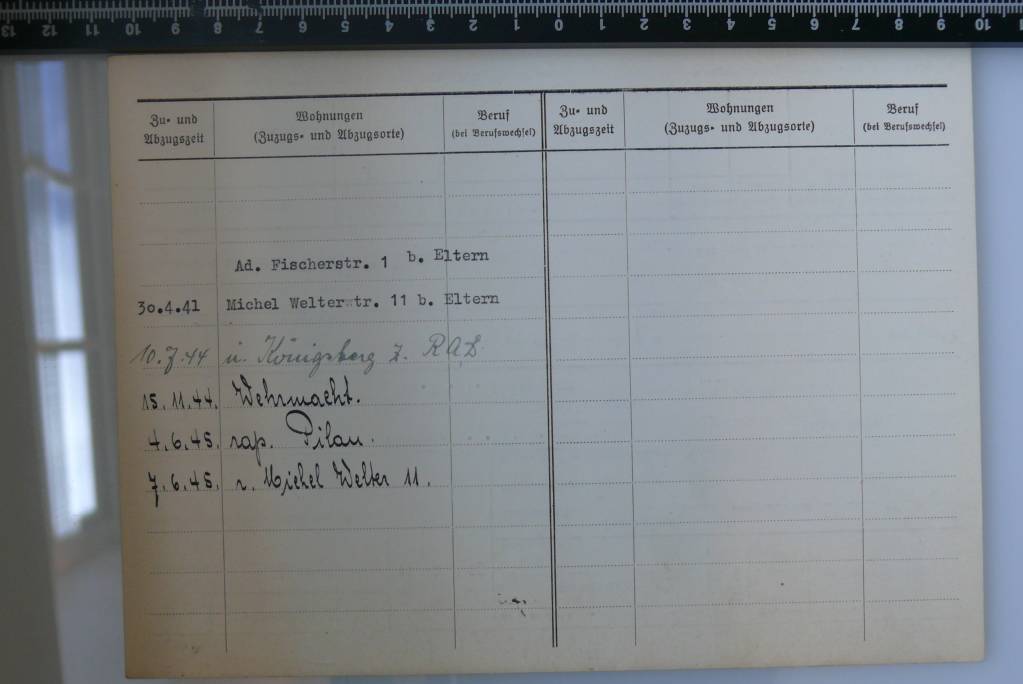 13 12 11 10 9 8 7 6 5 4 3 2 1 0 1 2 3 4 5 6 7 8 9 10
Zu- und Abzugszeit
Wohnungen
(Zuzugs- und Abzugsorte)
Beruf
(bei Berufswechsel)
Zu- und Abzugszeit
Wohnungen
(Zuzugs- und Abzugsorte)
Beruf
(bei Berufswechsel)
Ad. Fischerstr. 1 b. Eltern
30.4.41 Michel Welterstr. 11 b. Eltern
10.7.44 n. Königsberg z. RAD
15.11.44. Wehrmacht.
4.6.45. rap. Pilau.
7.6.45. r. Michel Welter 11.